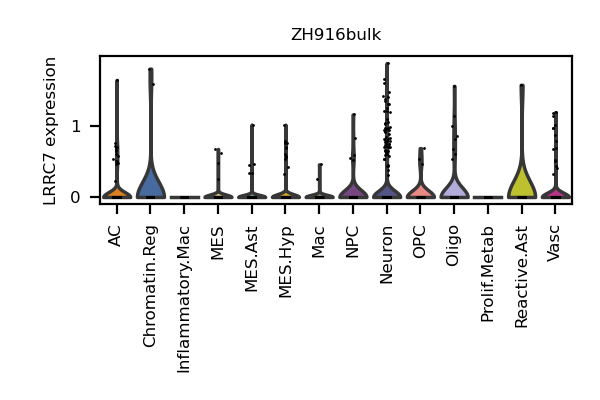 ZH916bulk
LRRC7 expression
1
0
AC
Chromatin.Reg
Inflammatory.Mac
MES
MES.Ast
MES.Hyp
Mac
NPC
Neuron
OPC
Oligo
Prolif.Metab
Reactive.Ast
Vasc